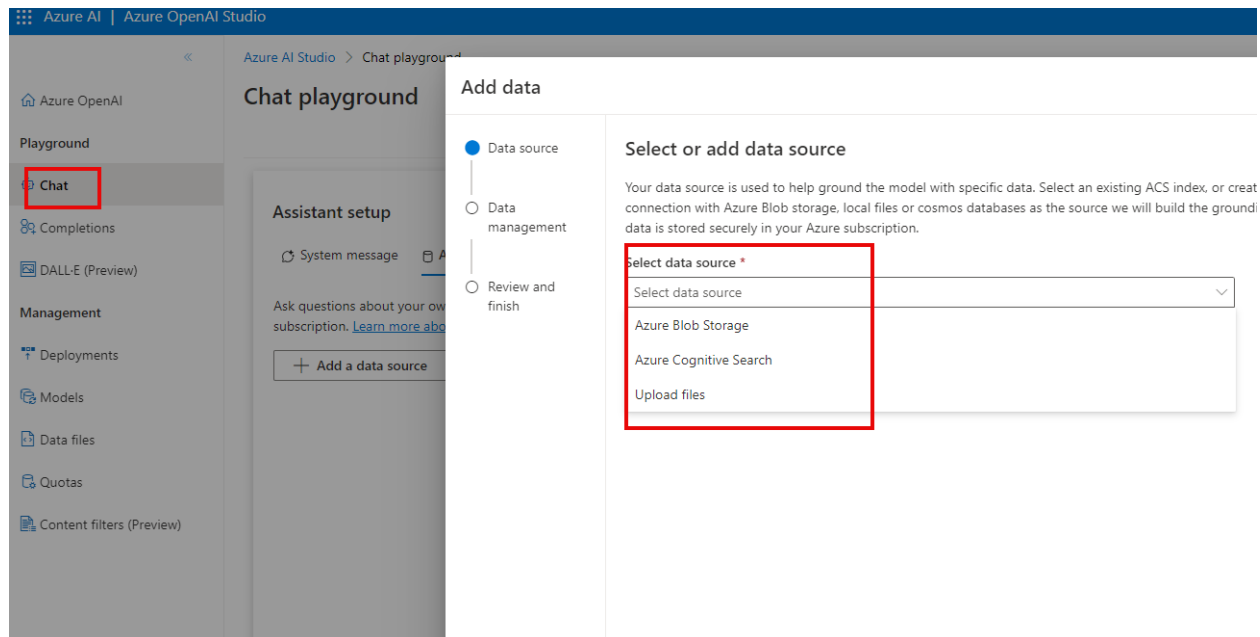 Azure AI | Azure OpenAI Studio
Azure AI Studio > Chat playground
Chat playground
Azure OpenAI
Playground
Chat
Completions
DALL·E (Preview)
Management
Deployments
Models
Data files
Quotas
Content filters (Preview)
Assistant setup
System message
Ask questions about your ow
subscription. Learn more abo
Add a data source
Add data
Data source
Data
management
Review and
finish
Select or add data source
Your data source is used to help ground the model with specific data. Select an existing ACS index, or creat
connection with Azure Blob storage, local files or cosmos databases as the source we will build the groundi
data is stored securely in your Azure subscription.
Select data source *
Select data source
Azure Blob Storage
Azure Cognitive Search
Upload files